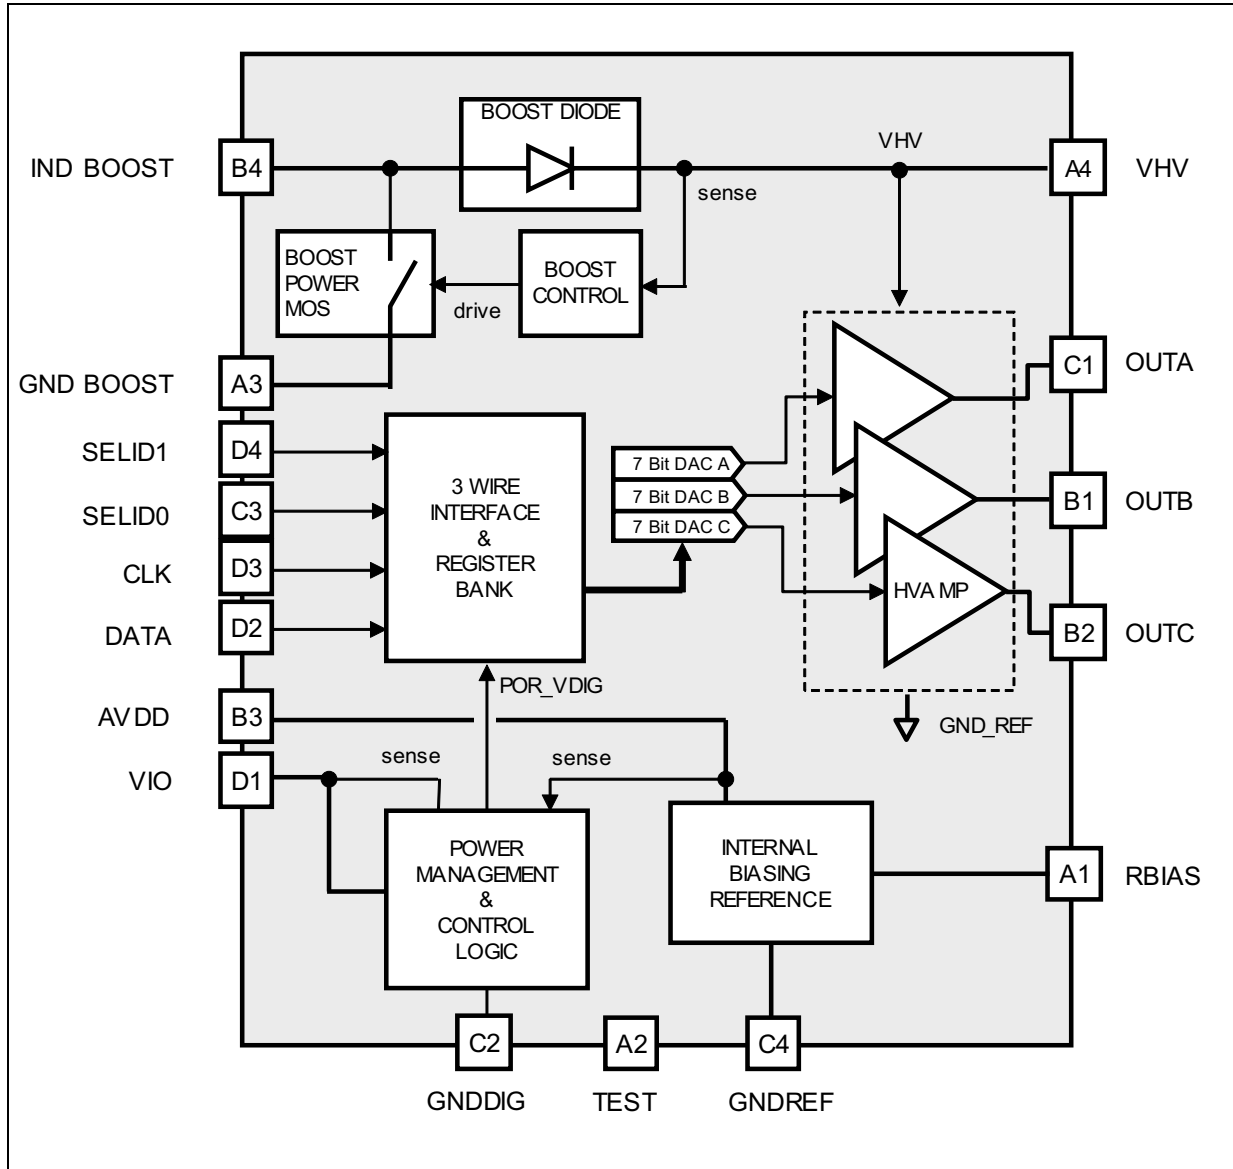 BOOST DIODE
IND BOOST
B4
VHV
A4
VHV
sense
BOOST
POWER
MOS
BOOST
CONTROL
drive
GND BOOST
A3
C1
OUTA
SELID1
D4
7 Bit DAC A
7 Bit DAC B
7 Bit DAC C
3 WIRE
INTERFACE
&
REGISTER
BANK
B1
OUTB
SELID0
C3
CLK
D3
HVA MP
DATA
D2
B2
OUTC
POR_VDIG
AVDD
B3
GND_REF
sense
sense
VIO
D1
POWER
MANAGEMENT
&
CONTROL
LOGIC
INTERNAL
BIASING
REFERENCE
A1
RBIAS
C2
A2
C4
GNDDIG
TEST
GNDREF